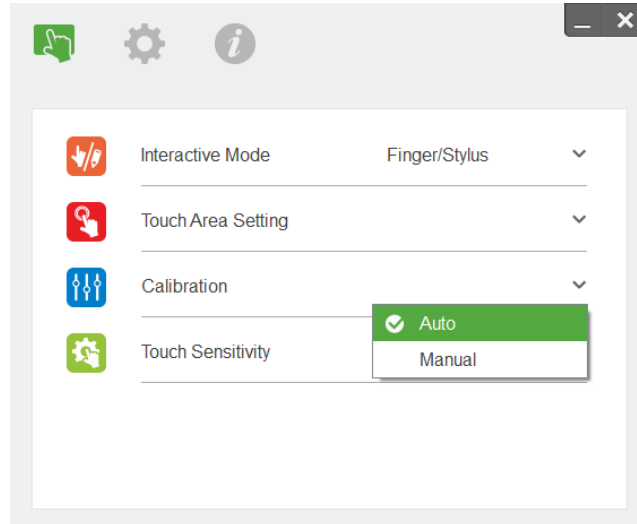 Interactive Mode Finger/Stylus
Touch Area Setting
Calibration
Auto
Touch Sensitivity
Manual